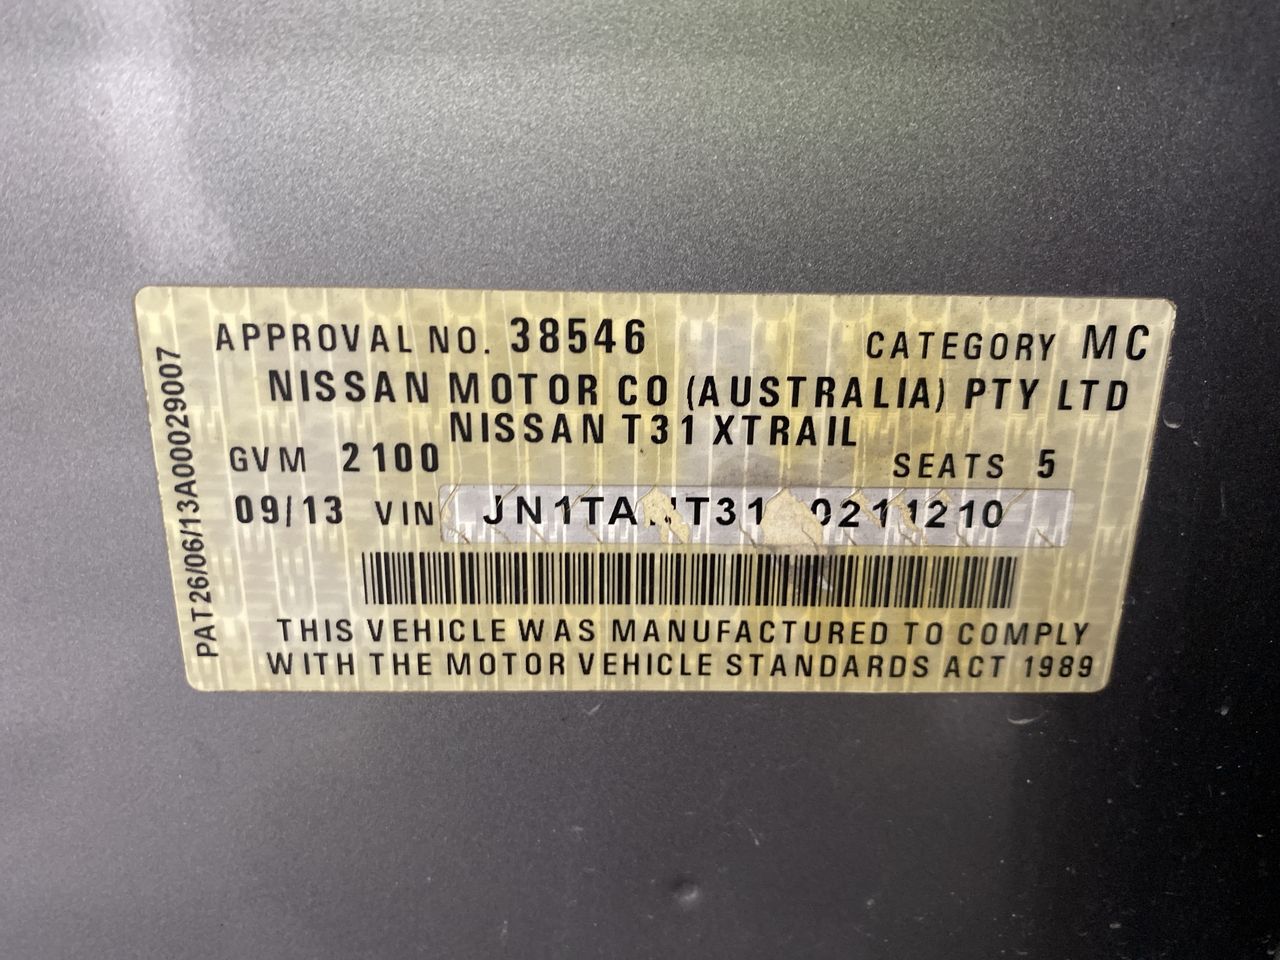 APPROVAL NO. 38546 CATEGORY MC
NISSAN MOTOR CO (AUSTRALIA) PTY LTD
NISSAN T31 XTRAIL
GVM 2100 SEATS 5
09/13 VIN
THIS VEHICLE WAS MANUFACTURED TO COMPLY
WITH THE MOTOR VEHICLE STANDARDS ACT 1989
PAT26/06/13A00029007